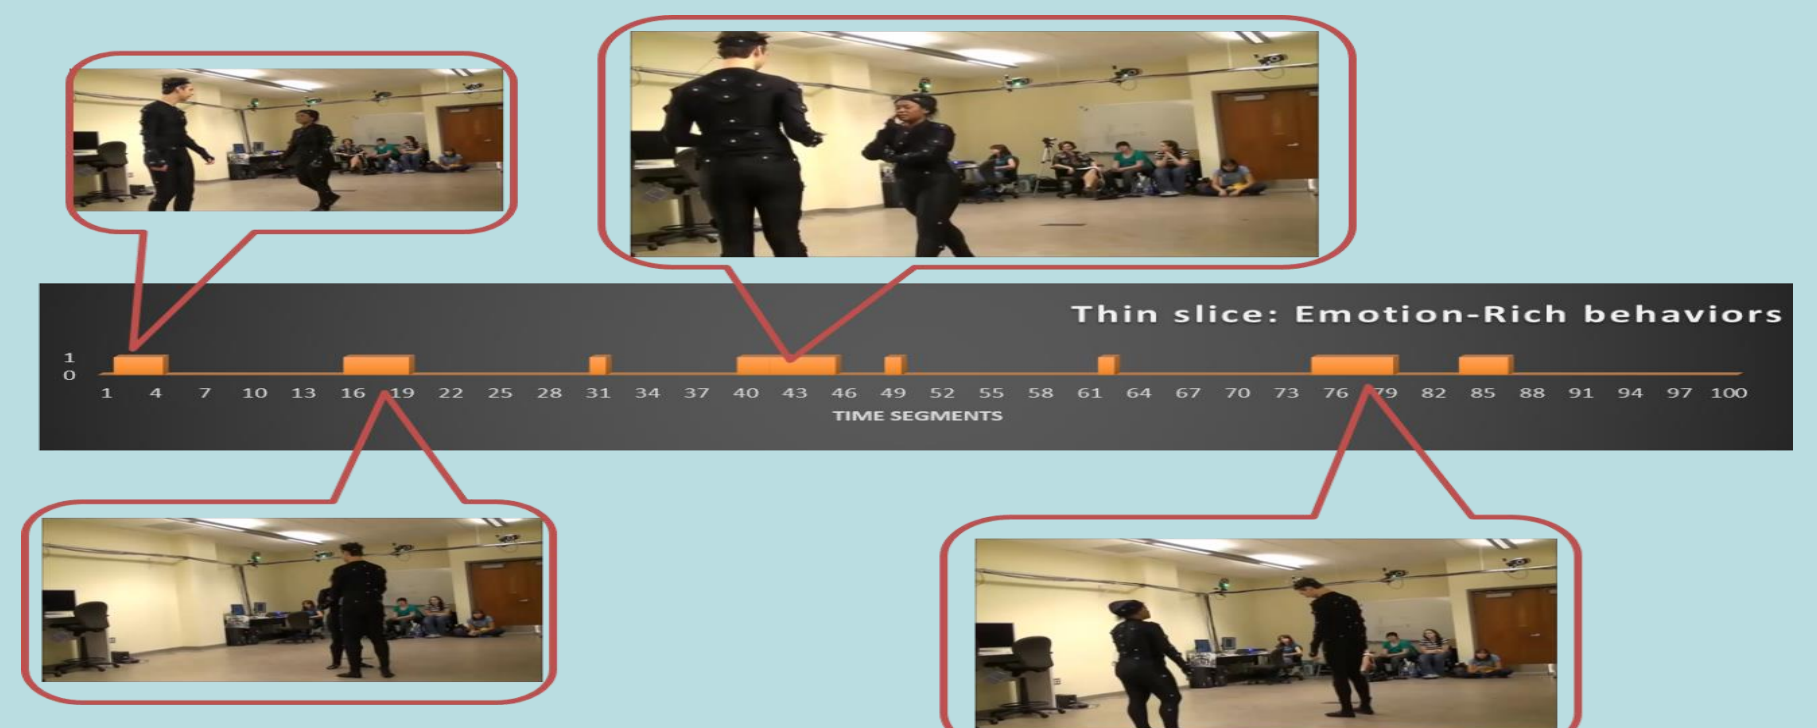 Thin slice: Emotion-Rich behaviors
1
0
1 4 7 10 13 16 19 22 25 28 31 34 37 40 43 46 49 52 55 58 61 64 67 70 73 76 79 82 85 88 91 94 97 100
TIME SEGMENTS